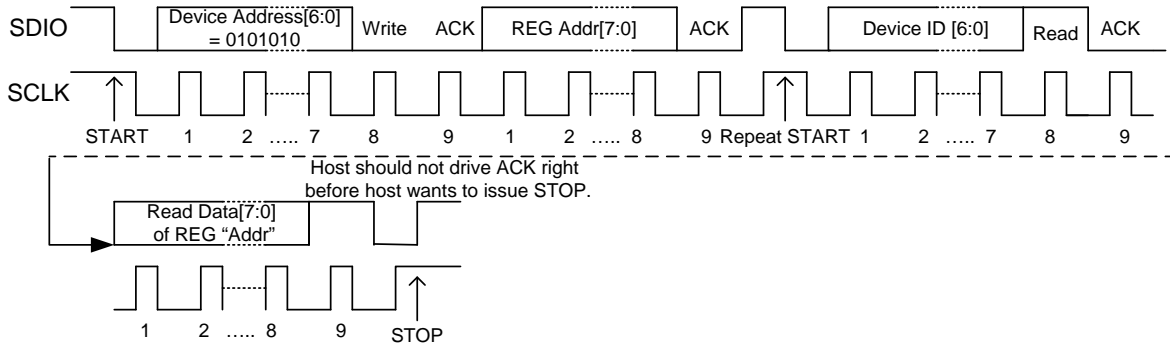 SDIO
Device Address[6:0]
= 0101010
Write ACK REG Addr[7:0] ACK Device ID [6:0] Read ACK
SCLK
START 1 2 ….. 7 8 9 1 2 ….. 8 9 Repeat START 1 2 ….. 7 8 9
Host should not drive ACK right
before host wants to issue STOP.
Read Data[7:0]
of REG “Addr”
1 2 ….. 8 9 STOP